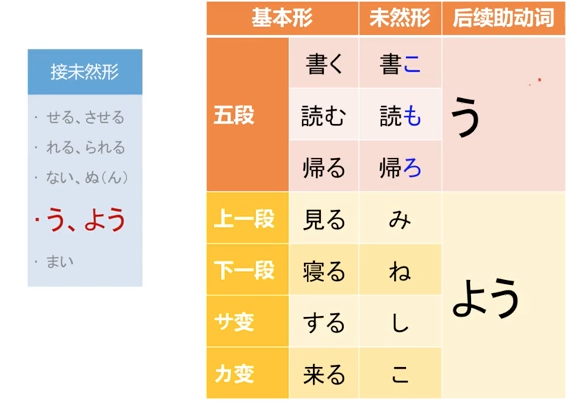 接未然形
· せる、させる
· れる、られる
· ない、ぬ(ん)
· う、よう
· まい
基本形 未然形 后续助动词
五段 書く 書こ う
読む 読も
帰る 帰ろ
上一段 見る み よう
下一段 寝る ね
サ变 する し
カ变 来る こ